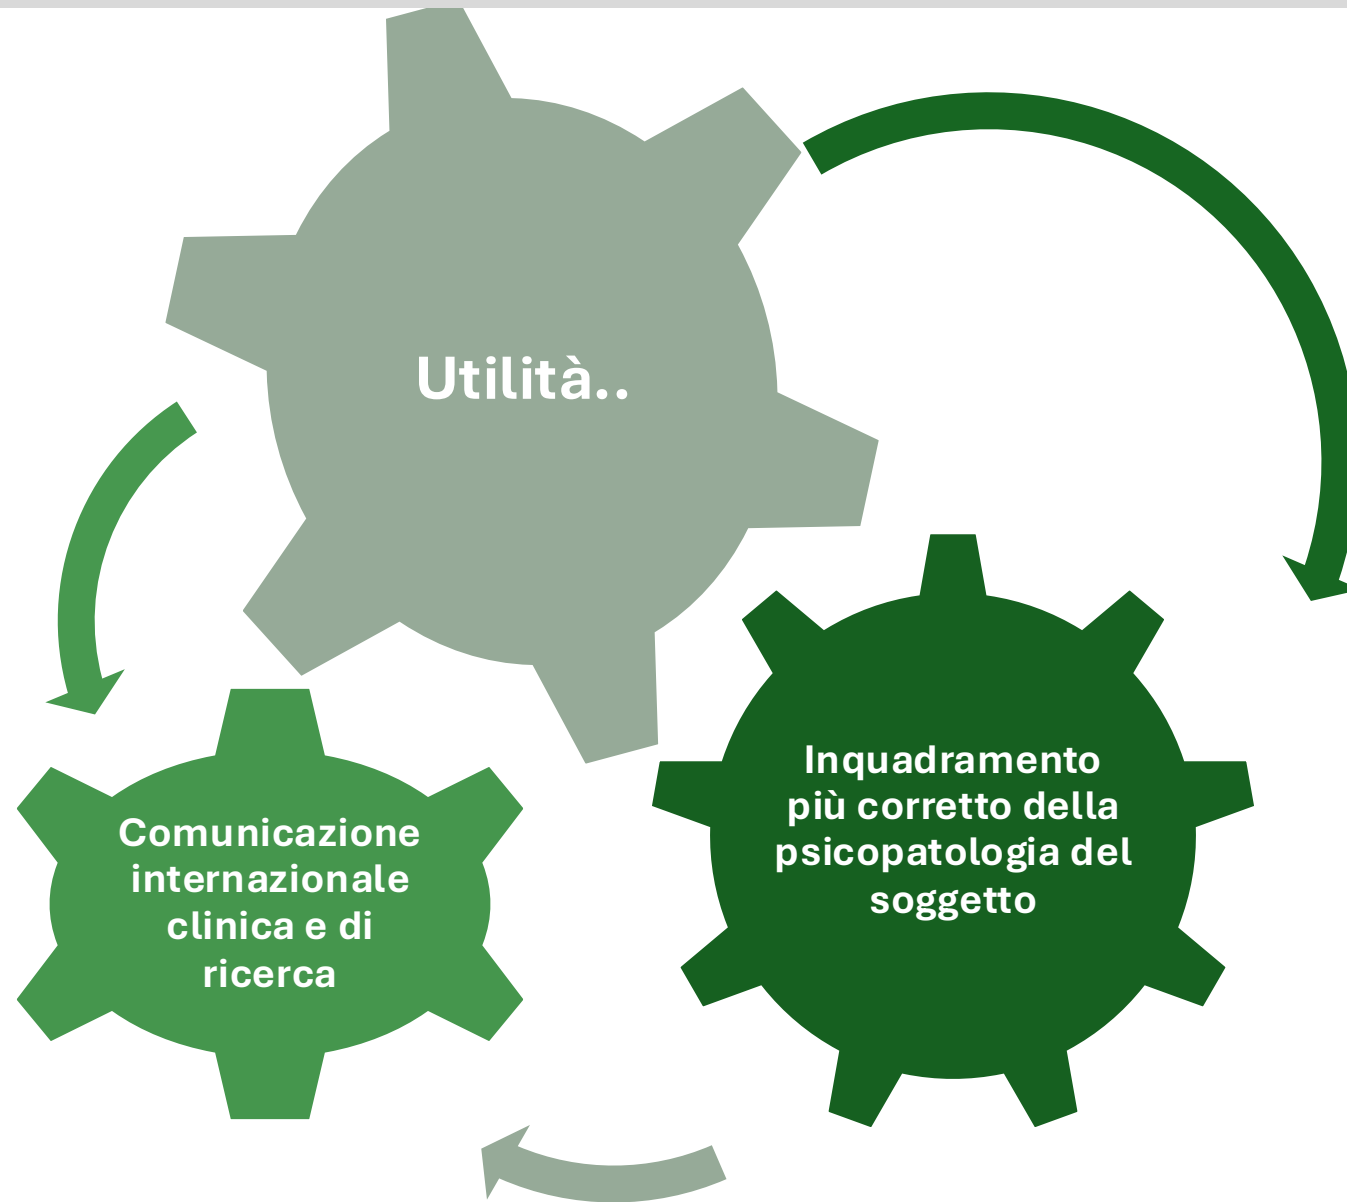 Utilità..
Inquadramento
più corretto della
psicopatologia del
soggetto
Comunicazione
internazionale
clinica e di
ricerca